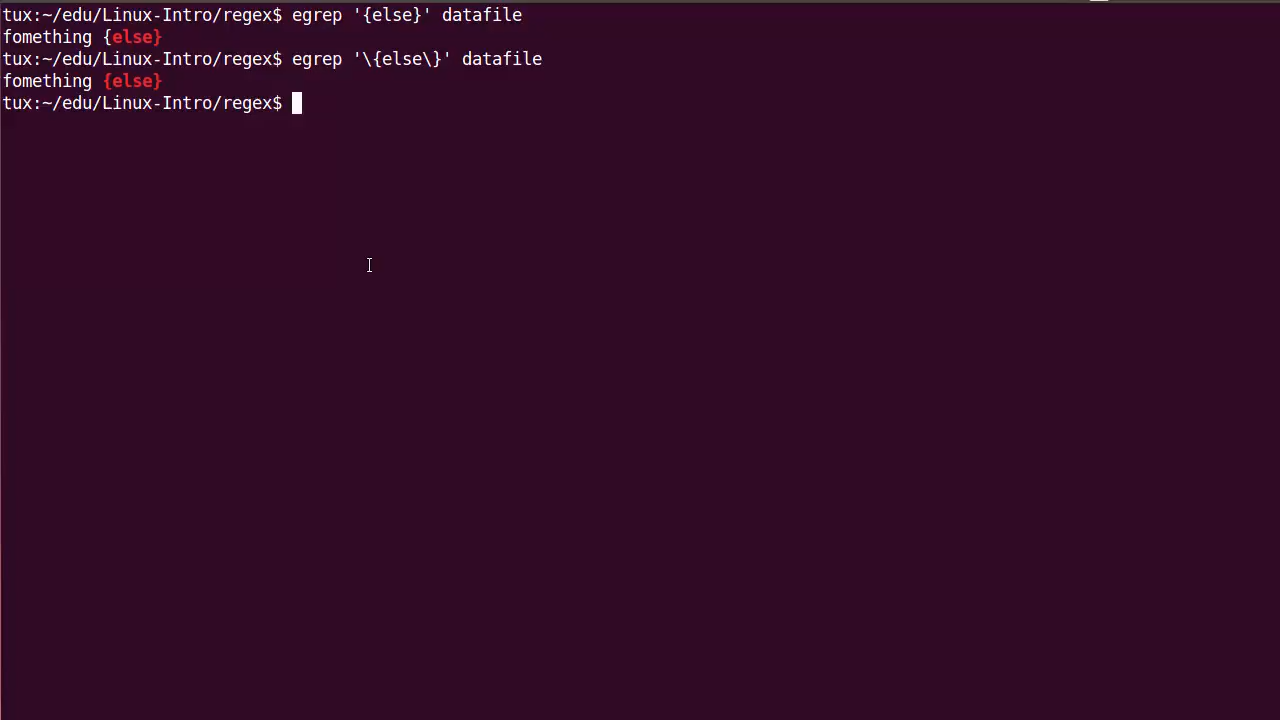 tux:~/edu/Linux-Intro/regex$ egrep '{else}' datafile
fomething {else}
tux:~/edu/Linux-Intro/regex$ egrep '\{else\}' datafile
fomething {else}
tux:~/edu/Linux-Intro/regex$